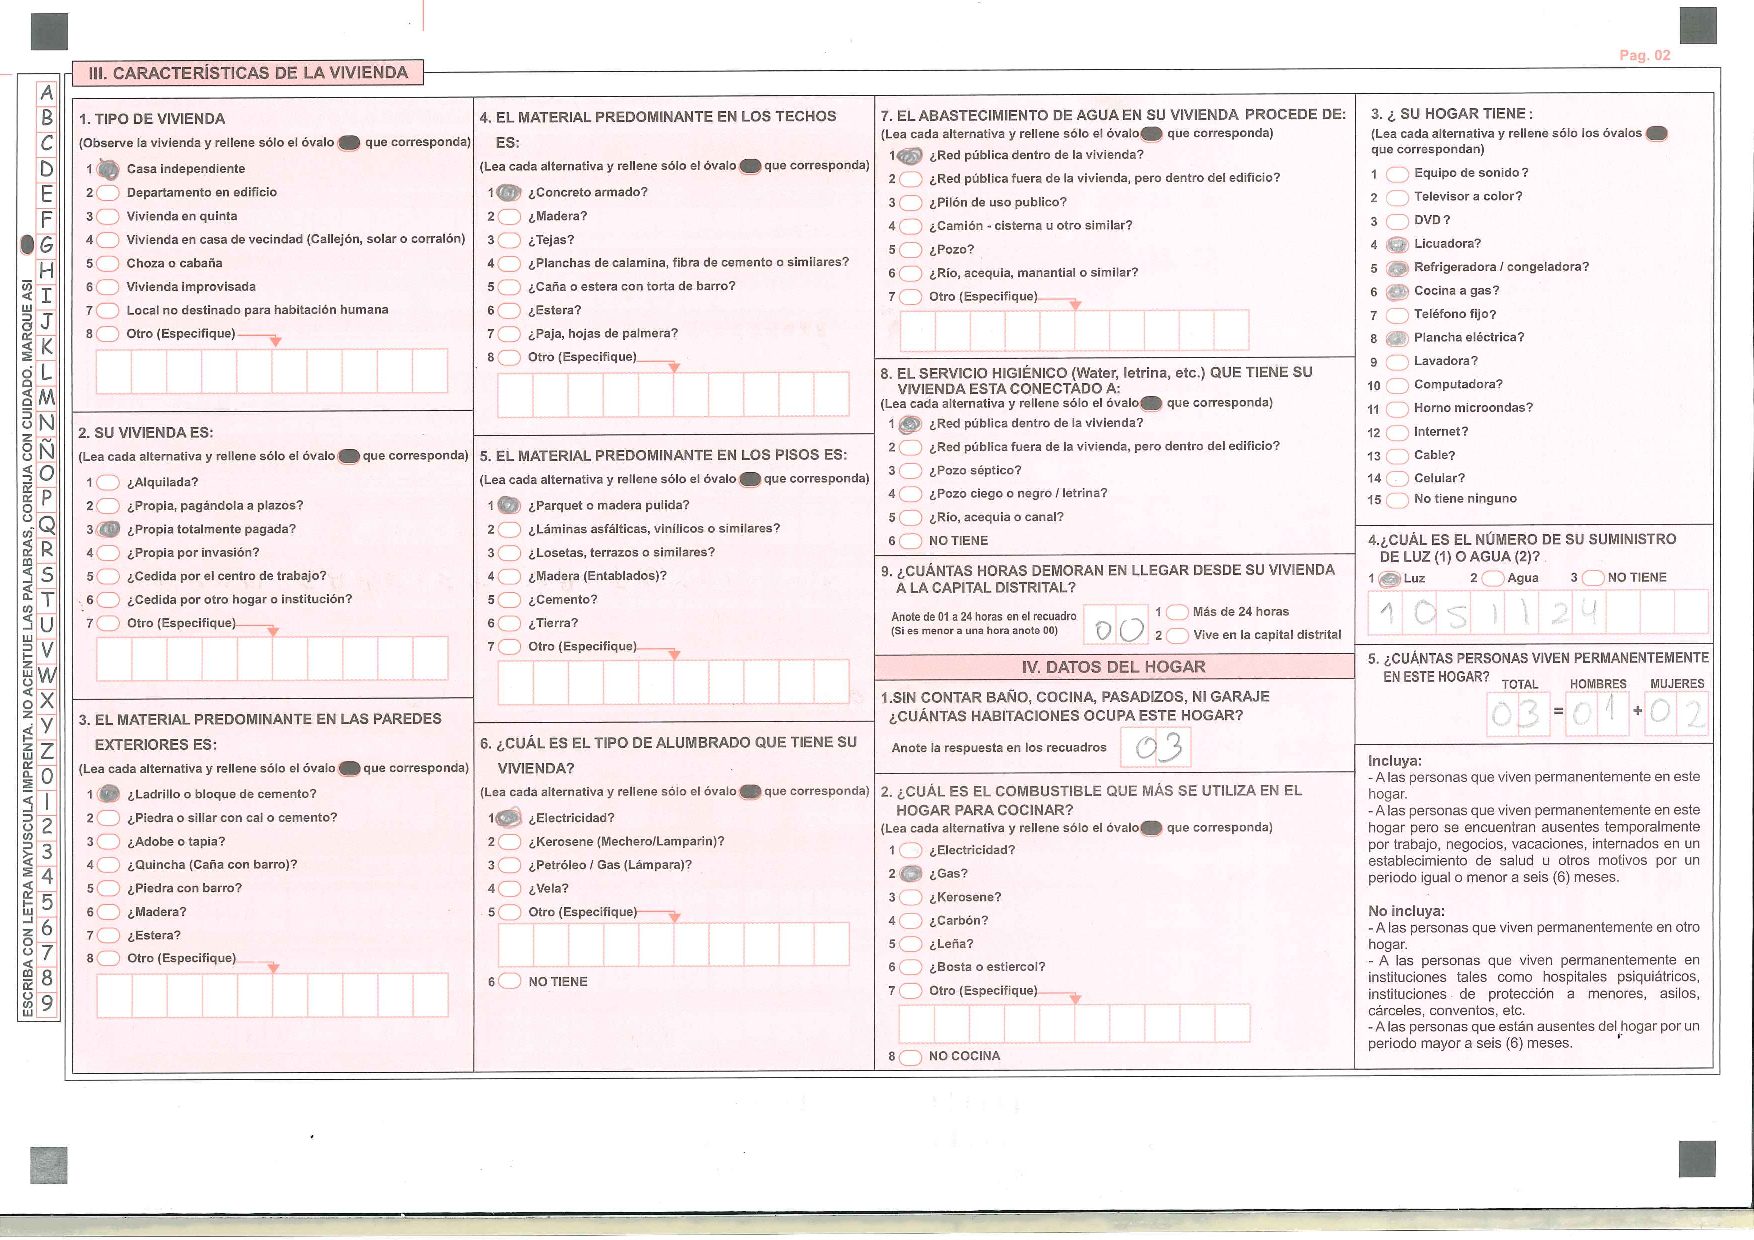 Pag. 02
III. CARACTERÍSTICAS DE LA VIVIENDA
ESCRIBA CON LETRA MAYUSCULA IMPRENTA. NO ACENTUE LAS PALABRAS, CORRIJA CON CUIDADO. MARQUE ASI
A
B
C
D
E
F
G
H
I
J
K
L
M
N
Ñ
O
P
Q
R
S
T
U
V
W
X
Y
Z
0
1
2
3
4
5
6
7
8
9
1. TIPO DE VIVIENDA
(Observe la vivienda y rellene sólo el óvalo que corresponda)
1 Casa independiente
2 Departamento en edificio
3 Vivienda en quinta
4 Vivienda en casa de vecindad (Callejón, solar o corralón)
5 Choza o cabaña
6 Vivienda improvisada
7 Local no destinado para habitación humana
8 Otro (Especifique)
2. SU VIVIENDA ES:
(Lea cada alternativa y rellene sólo el óvalo que corresponda)
1 ¿Alquilada?
2 ¿Propia, pagándola a plazos?
3 ¿Propia totalmente pagada?
4 ¿Propia por invasión?
5 ¿Cedida por el centro de trabajo?
6 ¿Cedida por otro hogar o institución?
7 Otro (Especifique)
3. EL MATERIAL PREDOMINANTE EN LAS PAREDES
EXTERIORES ES:
(Lea cada alternativa y rellene sólo el óvalo que corresponda)
1 ¿Ladrillo o bloque de cemento?
2 ¿Piedra o sillar con cal o cemento?
3 ¿Adobe o tapia?
4 ¿Quincha (Caña con barro)?
5 ¿Piedra con barro?
6 ¿Madera?
7 ¿Estera?
8 Otro (Especifique)
4. EL MATERIAL PREDOMINANTE EN LOS TECHOS
ES:
(Lea cada alternativa y rellene sólo el óvalo que corresponda)
1 ¿Concreto armado?
2 ¿Madera?
3 ¿Tejas?
4 ¿Planchas de calamina, fibra de cemento o similares?
5 ¿Caña o estera con torta de barro?
6 ¿Estera?
7 ¿Paja, hojas de palmera?
8 Otro (Especifique)
5. EL MATERIAL PREDOMINANTE EN LOS PISOS ES:
(Lea cada alternativa y rellene sólo el óvalo que corresponda)
1 ¿Parquet o madera pulida?
2 ¿Láminas asfálticas, vinílicos o similares?
3 ¿Losetas, terrazos o similares?
4 ¿Madera (Entablados)?
5 ¿Cemento?
6 ¿Tierra?
7 Otro (Especifique)
6. ¿CUÁL ES EL TIPO DE ALUMBRADO QUE TIENE SU
VIVIENDA?
(Lea cada alternativa y rellene sólo el óvalo que corresponda)
1 ¿Electricidad?
2 ¿Kerosene (Mechero/Lamparin)?
3 ¿Petróleo / Gas (Lámpara)?
4 ¿Vela?
5 Otro (Especifique)
6 NO TIENE
7. EL ABASTECIMIENTO DE AGUA EN SU VIVIENDA PROCEDE DE:
(Lea cada alternativa y rellene sólo el óvalo que corresponda)
1 ¿Red pública dentro de la vivienda?
2 ¿Red pública fuera de la vivienda, pero dentro del edificio?
3 ¿Pilón de uso publico?
4 ¿Camión - cisterna u otro similar?
5 ¿Pozo?
6 ¿Río, acequia, manantial o similar?
7 Otro (Especifique)
8. EL SERVICIO HIGIÉNICO (Water, letrina, etc.) QUE TIENE SU
VIVIENDA ESTA CONECTADO A:
(Lea cada alternativa y rellene sólo el óvalo que corresponda)
1 ¿Red pública dentro de la vivienda?
2 ¿Red pública fuera de la vivienda, pero dentro del edificio?
3 ¿Pozo séptico?
4 ¿Pozo ciego o negro / letrina?
5 ¿Río, acequia o canal?
6 NO TIENE
9. ¿CUÁNTAS HORAS DEMORAN EN LLEGAR DESDE SU VIVIENDA
A LA CAPITAL DISTRITAL?
Anote de 01 a 24 horas en el recuadro
(Si es menor a una hora anote 00)
00
1 Más de 24 horas
2 Vive en la capital distrital
IV. DATOS DEL HOGAR
1.SIN CONTAR BAÑO, COCINA, PASADIZOS, NI GARAJE
¿CUÁNTAS HABITACIONES OCUPA ESTE HOGAR?
Anote la respuesta en los recuadros 03
2. ¿CUÁL ES EL COMBUSTIBLE QUE MÁS SE UTILIZA EN EL
HOGAR PARA COCINAR?
(Lea cada alternativa y rellene sólo el óvalo que corresponda)
1 ¿Electricidad?
2 ¿Gas?
3 ¿Kerosene?
4 ¿Carbón?
5 ¿Leña?
6 ¿Bosta o estiercol?
7 Otro (Especifique)
8 NO COCINA
3. ¿ SU HOGAR TIENE :
(Lea cada alternativa y rellene sólo los óvalos
que correspondan)
1 Equipo de sonido?
2 Televisor a color?
3 DVD ?
4 Licuadora?
5 Refrigeradora / congeladora?
6 Cocina a gas?
7 Teléfono fijo?
8 Plancha eléctrica?
9 Lavadora?
10 Computadora?
11 Horno microondas?
12 Internet?
13 Cable?
14 Celular?
15 No tiene ninguno
4.¿CUÁL ES EL NÚMERO DE SU SUMINISTRO
DE LUZ (1) O AGUA (2)?
1 Luz 2 Agua 3 NO TIENE
1051124
5. ¿CUÁNTAS PERSONAS VIVEN PERMANENTEMENTE
EN ESTE HOGAR?
TOTAL HOMBRES MUJERES
03 = 01 + 02
Incluya:
- A las personas que viven permanentemente en este
hogar.
- A las personas que viven permanentemente en este
hogar pero se encuentran ausentes temporalmente
por trabajo, negocios, vacaciones, internados en un
establecimiento de salud u otros motivos por un
periodo igual o menor a seis (6) meses.
No incluya:
- A las personas que viven permanentemente en otro
hogar.
- A las personas que viven permanentemente en
instituciones tales como hospitales psiquiátricos,
instituciones de protección a menores, asilos,
cárceles, conventos, etc.
- A las personas que están ausentes del hogar por un
periodo mayor a seis (6) meses.